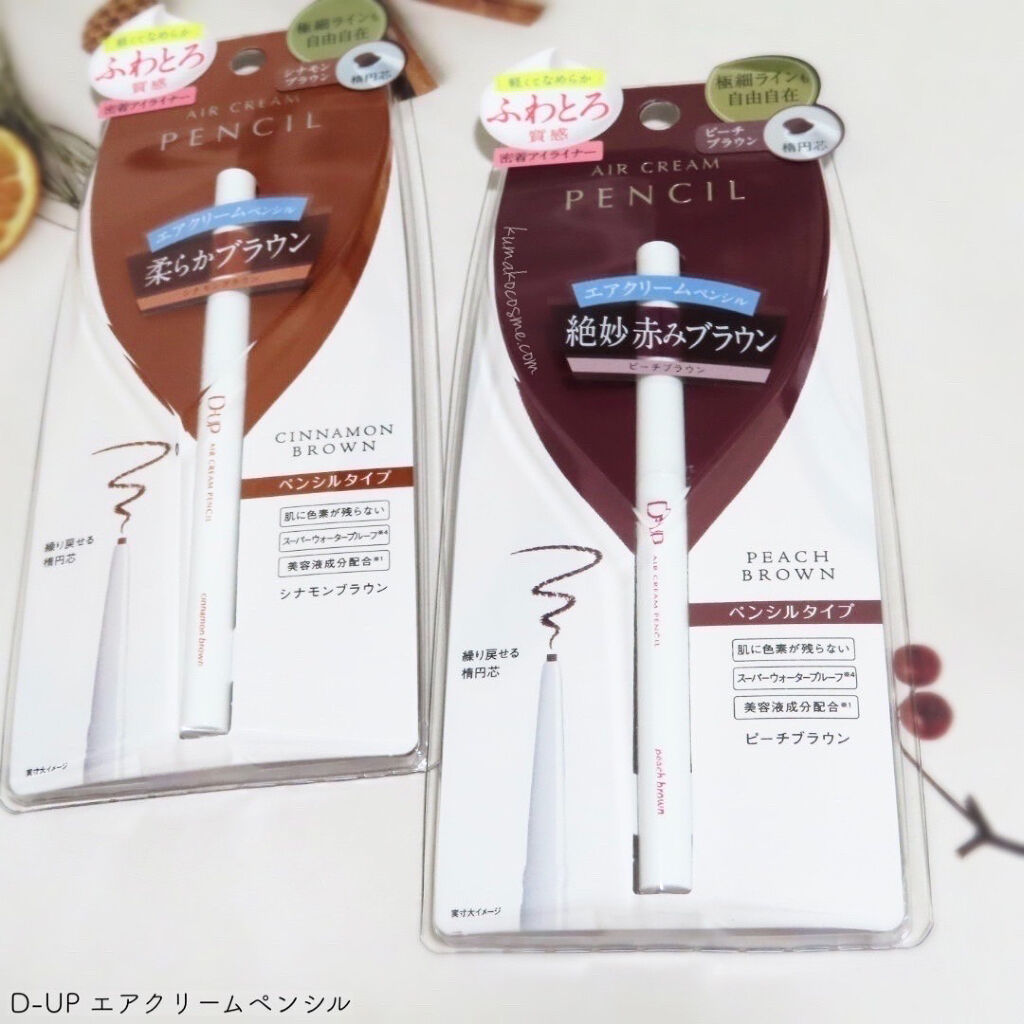 軽くてなめらか
ふわとろ
質感
密着アイライナー
極細ラインも
自由自在
シナモン
ブラウン
楕円芯
AIR CREAM
PENCIL
エアクリームペンシル
柔らかブラウン
シナモンブラウン
D-UP AIR CREAM PENCIL
cinnamon brown
CINNAMON
BROWN
ペンシルタイプ
肌に色素が残らない
スーパーウォータープルーフ※4
美容液成分配合※1
シナモンブラウン
繰り戻せる
楕円芯
実寸大イメージ
軽くてなめらか
ふわとろ
質感
密着アイライナー
極細ラインも
自由自在
ピーチ
ブラウン
楕円芯
AIR CREAM
PENCIL
kumakocosme.com
エアクリームペンシル
絶妙赤みブラウン
ピーチブラウン
D-UP AIR CREAM PENCIL
peach brown
PEACH
BROWN
ペンシルタイプ
肌に色素が残らない
スーパーウォータープルーフ※4
美容液成分配合※1
ピーチブラウン
繰り戻せる
楕円芯
実寸大イメージ
D-UP エアクリームペンシル